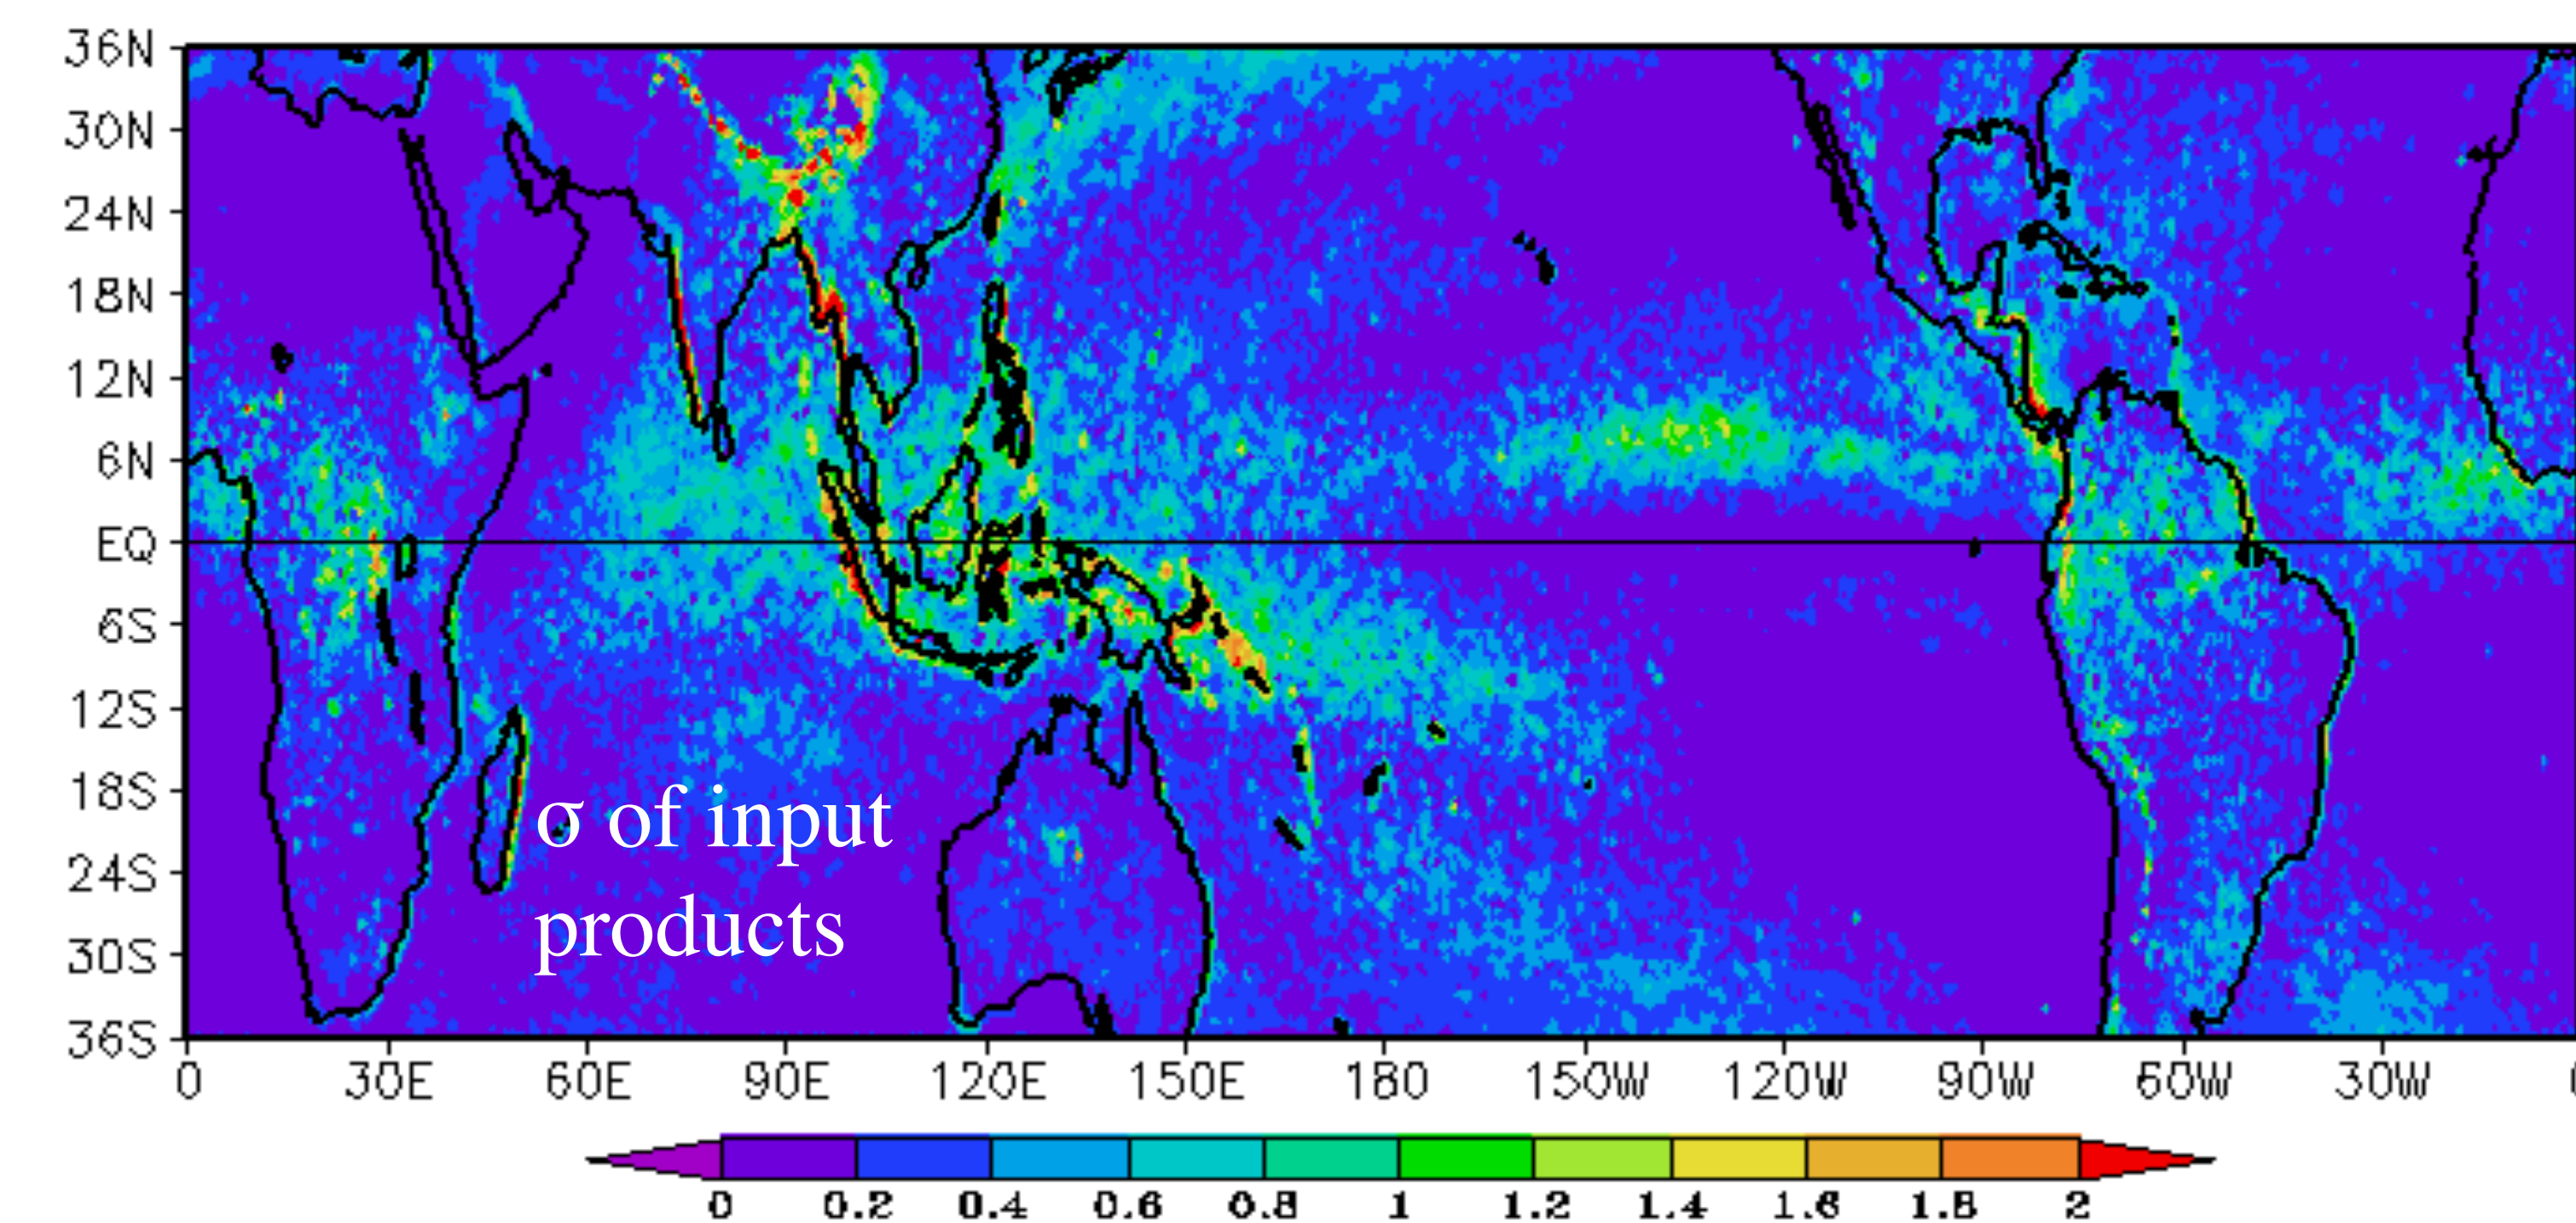 36N
30N
24N
18N
12N
6N
EQ
6S
12S
18S
24S
30S
36S
σ of input
products
0 30E 60E 90E 120E 150E 180 150W 120W 90W 60W 30W
0 0.2 0.4 0.6 0.8 1 1.2 1.4 1.6 1.8 2